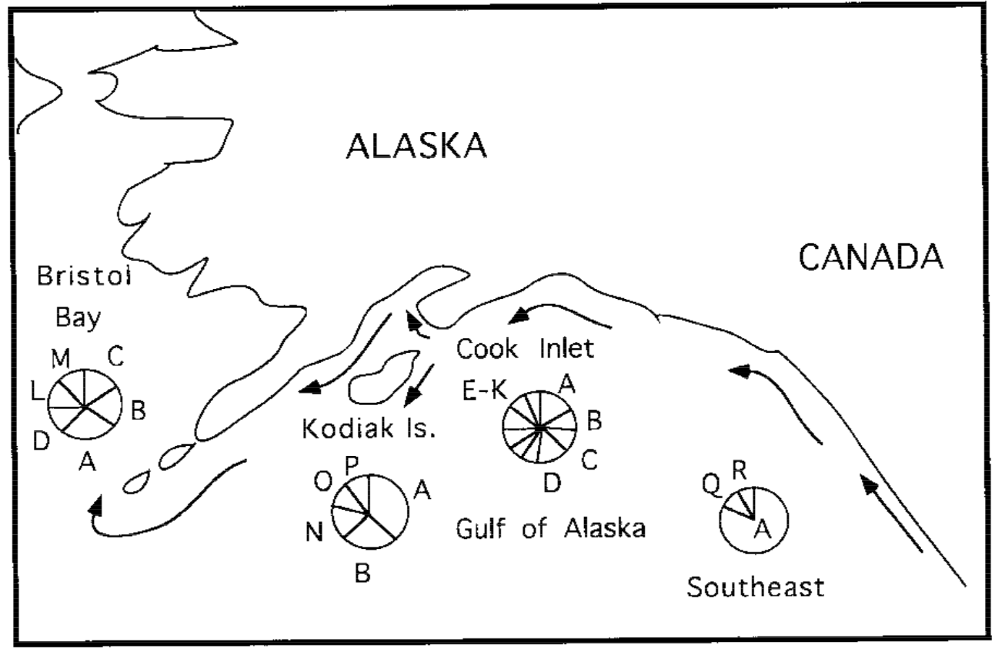 ALASKA
CANADA
Bristol
Bay
M C
L B
D A
Cook Inlet
E-K A
B
C
D
Kodiak Is.
P
O A
N
B
Gulf of Alaska
R
Q
A
Southeast